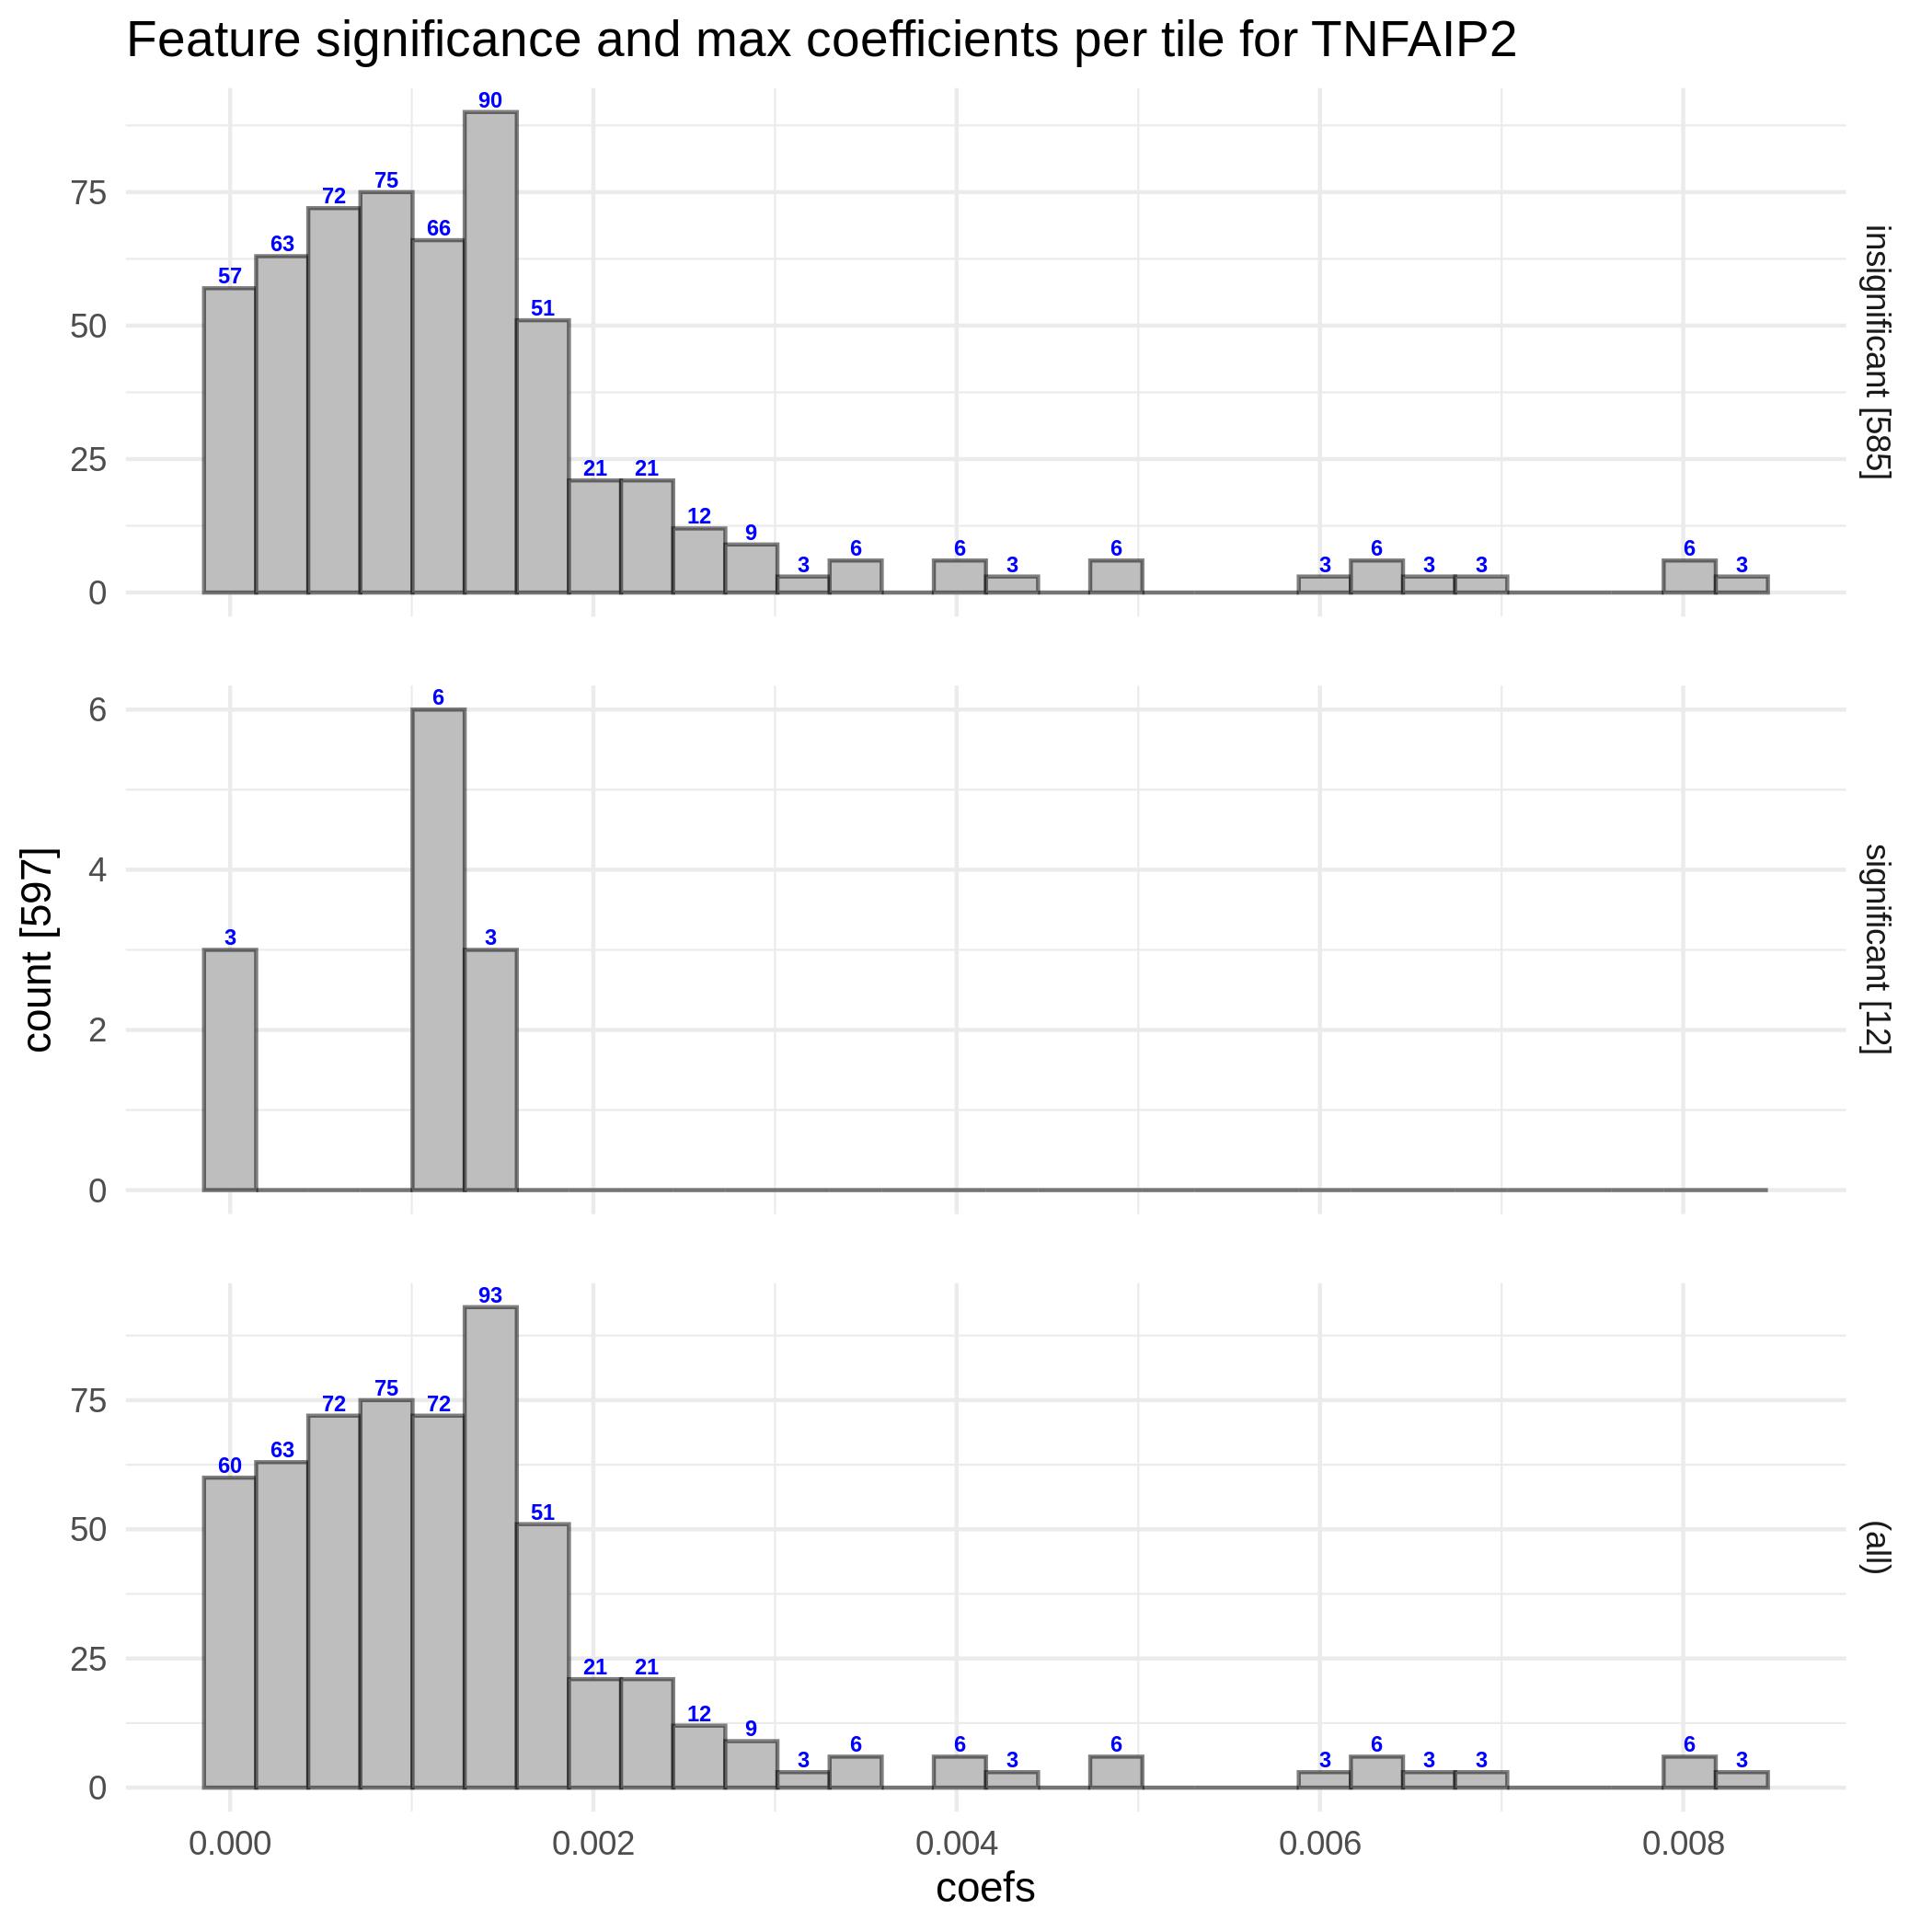 Feature significance and max coefficients per tile for TNFAIP2
count [597]
75
50
25
0
57 63 72 75 66 90 51 21 21 12 9 3 6 6 3 6 3 6 3 3 6 3
insignificant [585]
6
4
2
0
3 6 3
significant [12]
75
50
25
0
60 63 72 75 72 93 51 21 21 12 9 3 6 6 3 6 3 6 3 3 6 3
(all)
0.000 0.002 0.004 0.006 0.008
coefs